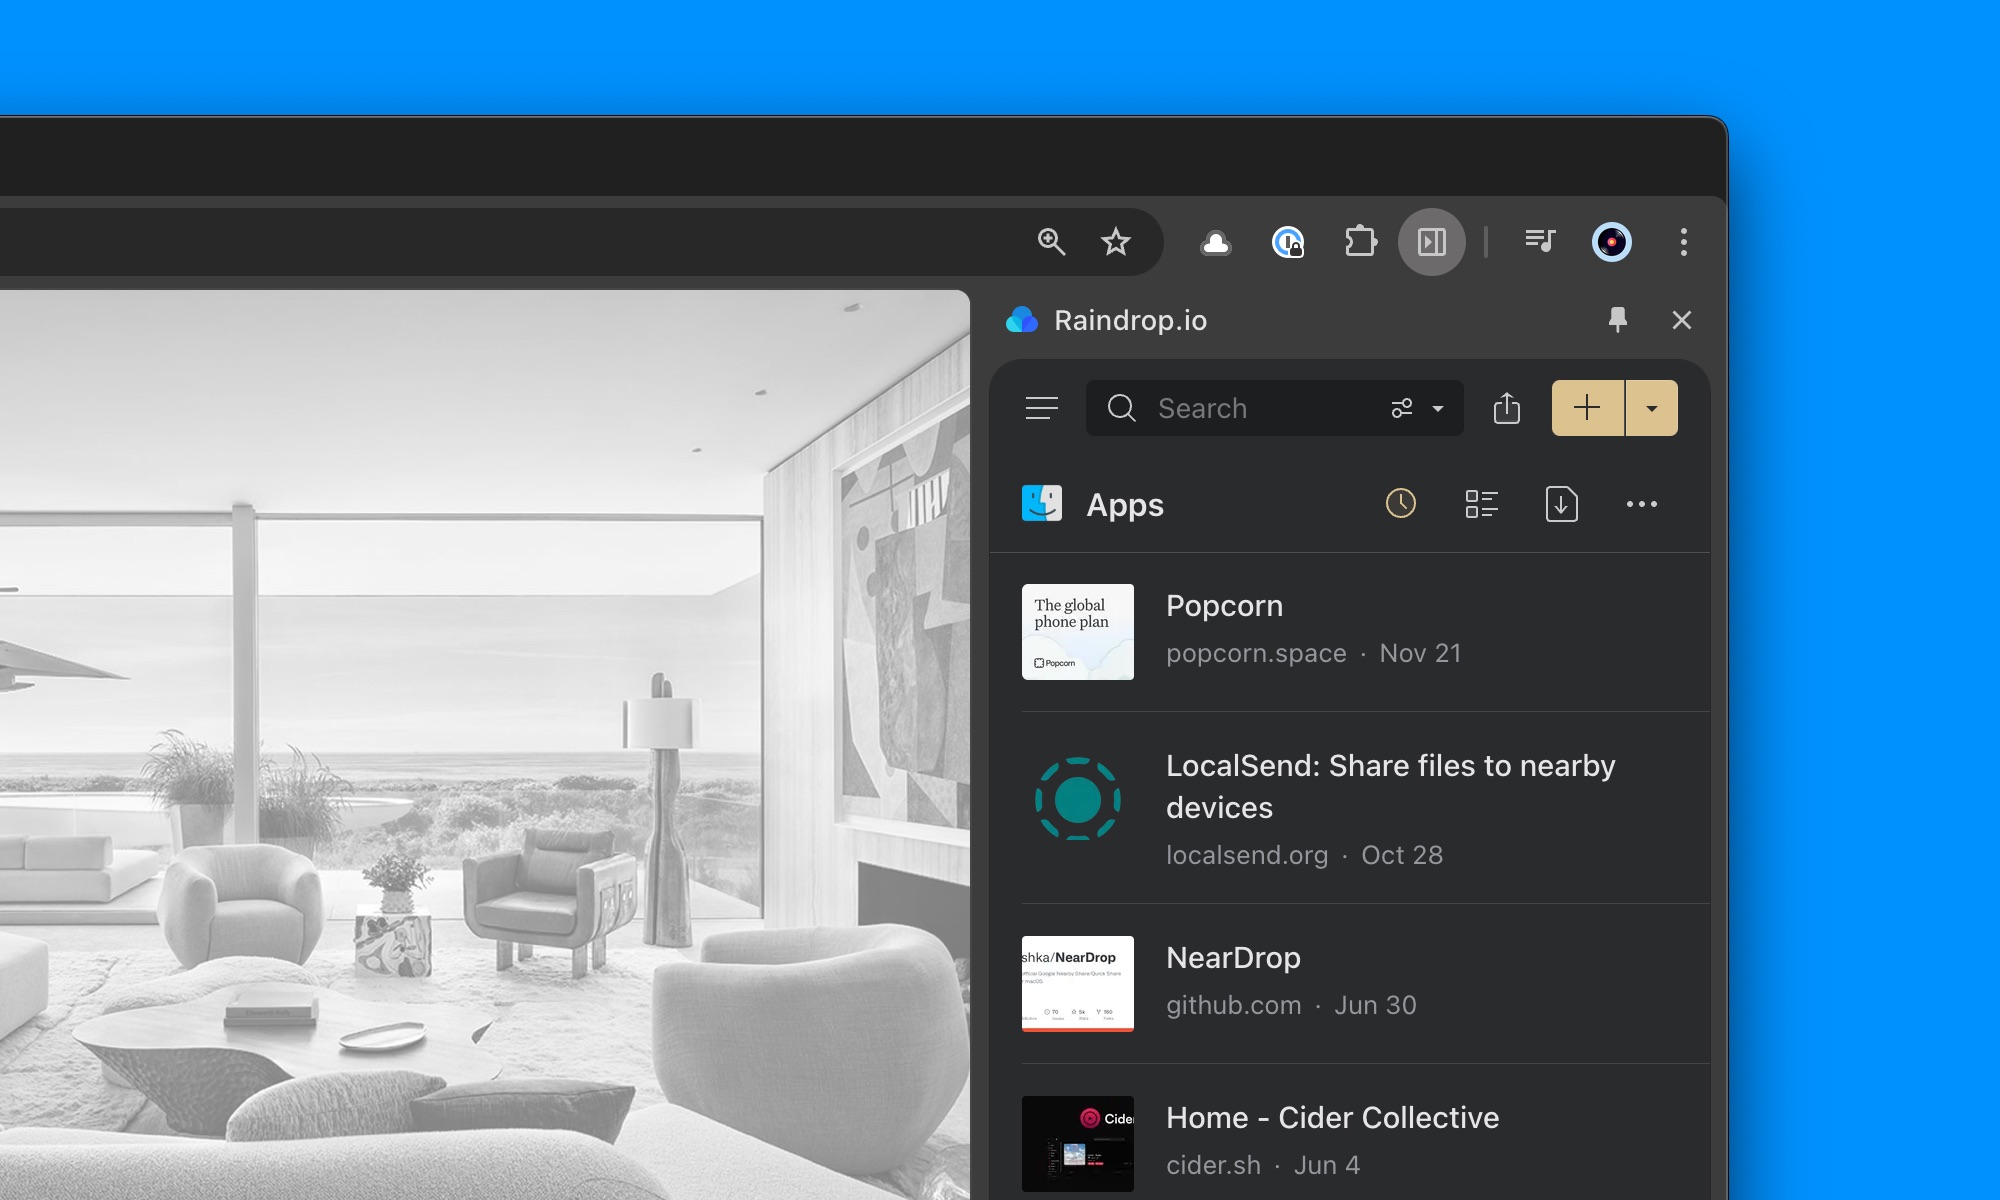 Raindrop.io
Search
Apps
The global
phone plan
Popcorn
Popcorn
popcorn.space · Nov 21
LocalSend: Share files to nearby
devices
localsend.org · Oct 28
shka/NearDrop
NearDrop
github.com · Jun 30
Cider
Home - Cider Collective
cider.sh · Jun 4